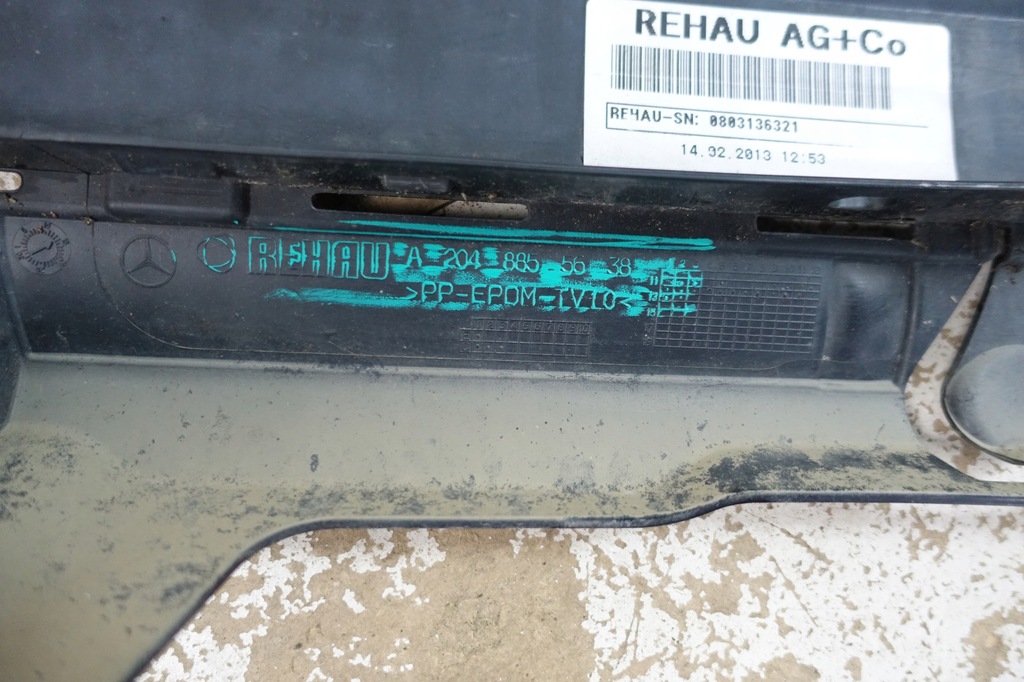 REHAU AG+Co
REHAU-SN: 0803136321
14.02.2013 12:53
REHAU A 204 885 56 38
>PP-EPDM-TV10<